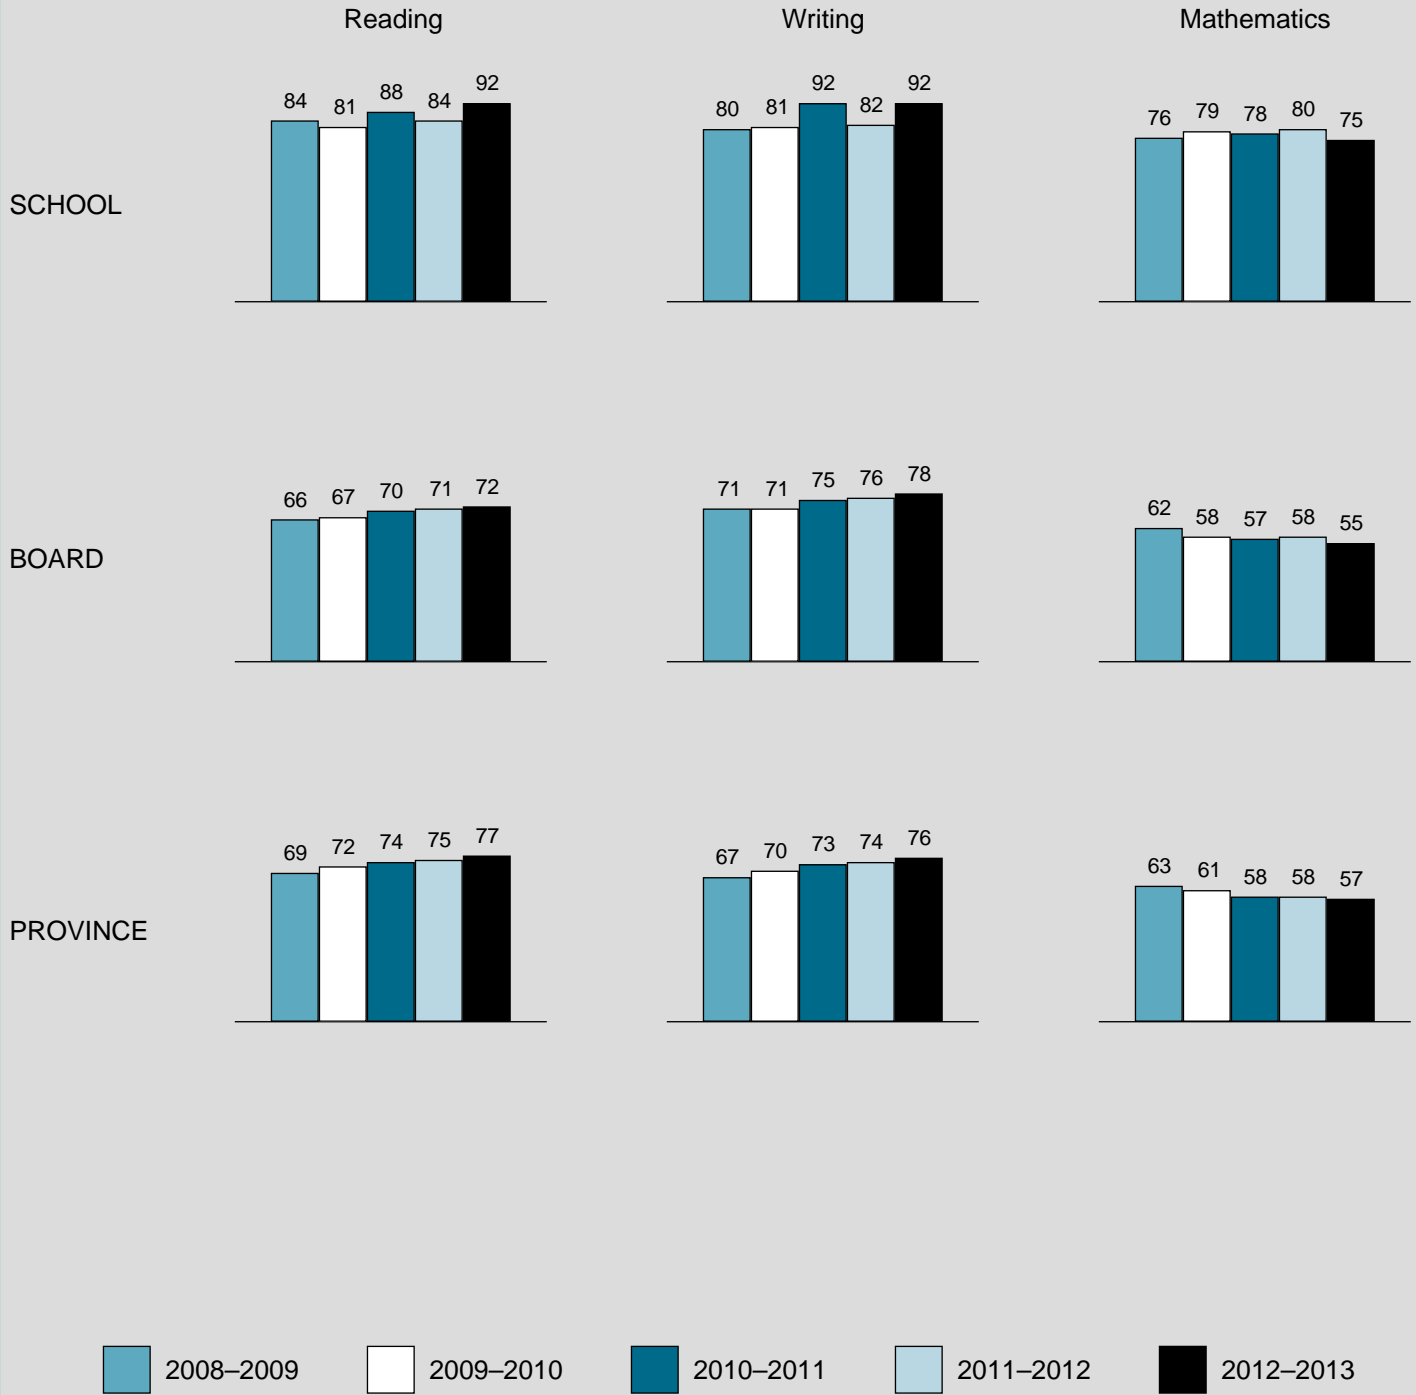 Reading Writing Mathematics
84 81 88 84 92 80 81 92 82 92 76 79 78 80 75
SCHOOL
66 67 70 71 72 71 71 75 76 78 62 58 57 58 55
BOARD
69 72 74 75 77 67 70 73 74 76 63 61 58 58 57
PROVINCE
2008–2009 2009–2010 2010–2011 2011–2012 2012–2013